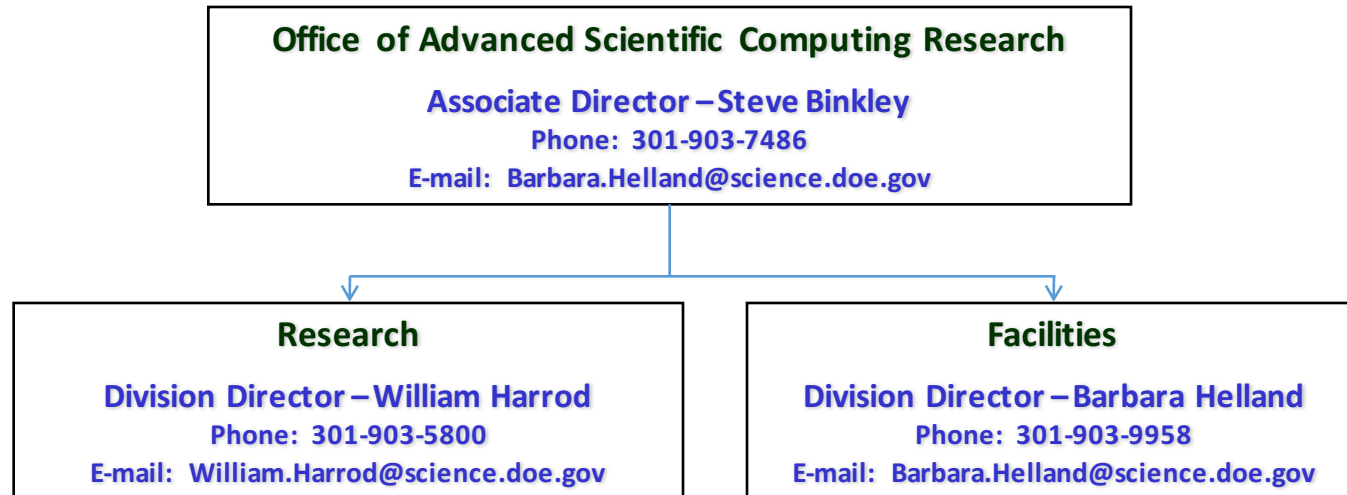 Office of Advanced Scientific Computing Research
Associate Director – Steve Binkley
Phone: 301-903-7486
E-mail: Barbara.Helland@science.doe.gov
Research
Division Director – William Harrod
Phone: 301-903-5800
E-mail: William.Harrod@science.doe.gov
Facilities
Division Director – Barbara Helland
Phone: 301-903-9958
E-mail: Barbara.Helland@science.doe.gov